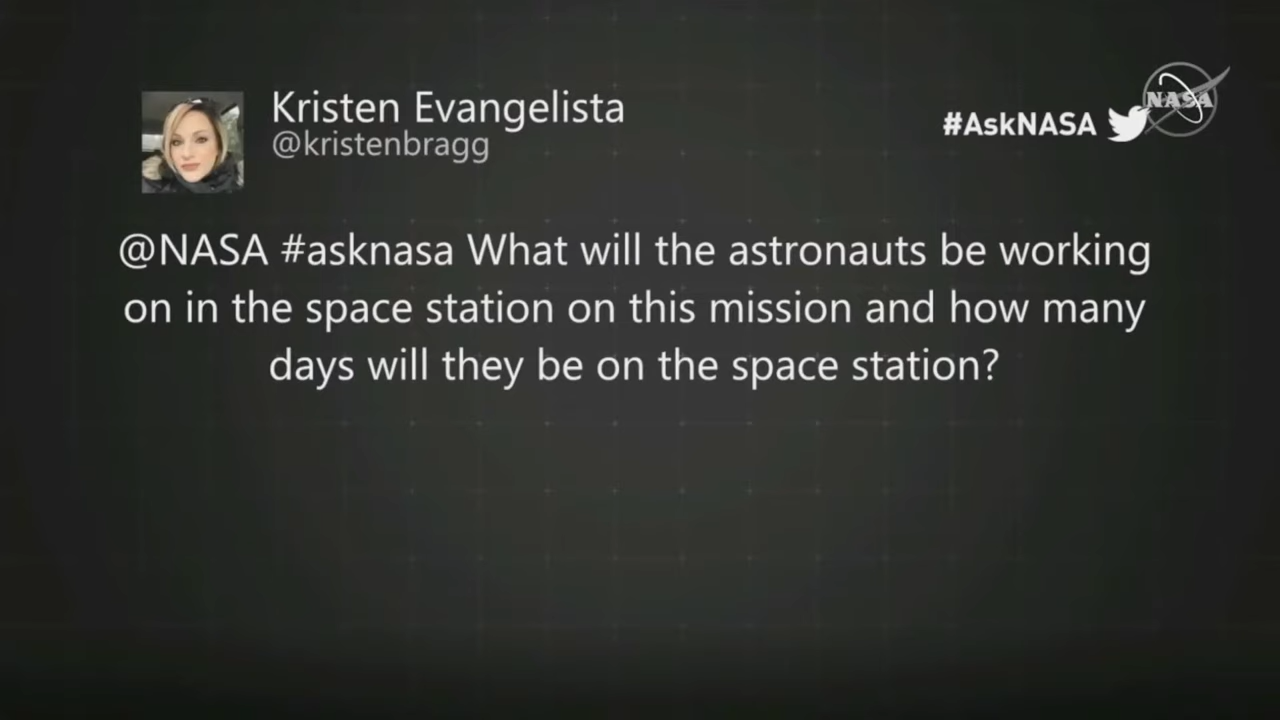 Kristen Evangelista
@kristenbragg
#AskNASA
NASA
@NASA #asknasa What will the astronauts be working
on in the space station on this mission and how many
days will they be on the space station?